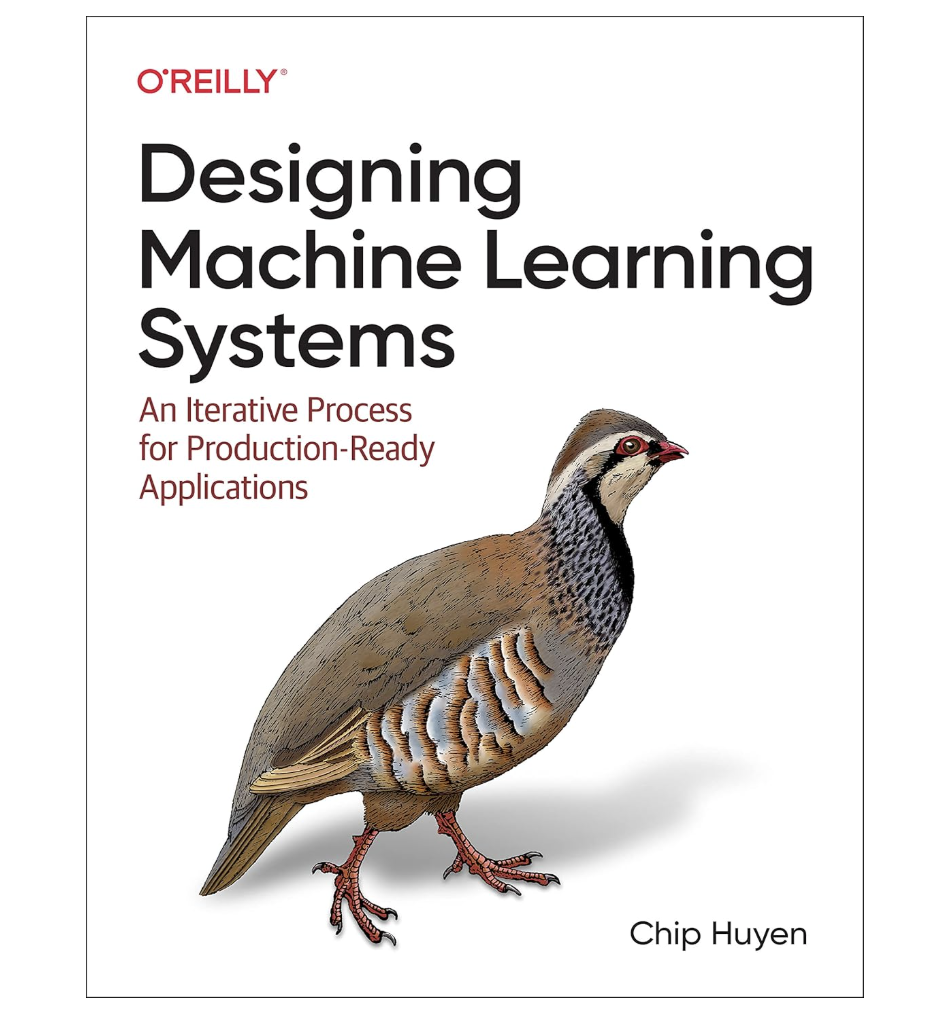 O'REILLY®
Designing
Machine Learning
Systems
An Iterative Process
for Production-Ready
Applications
Chip Huyen